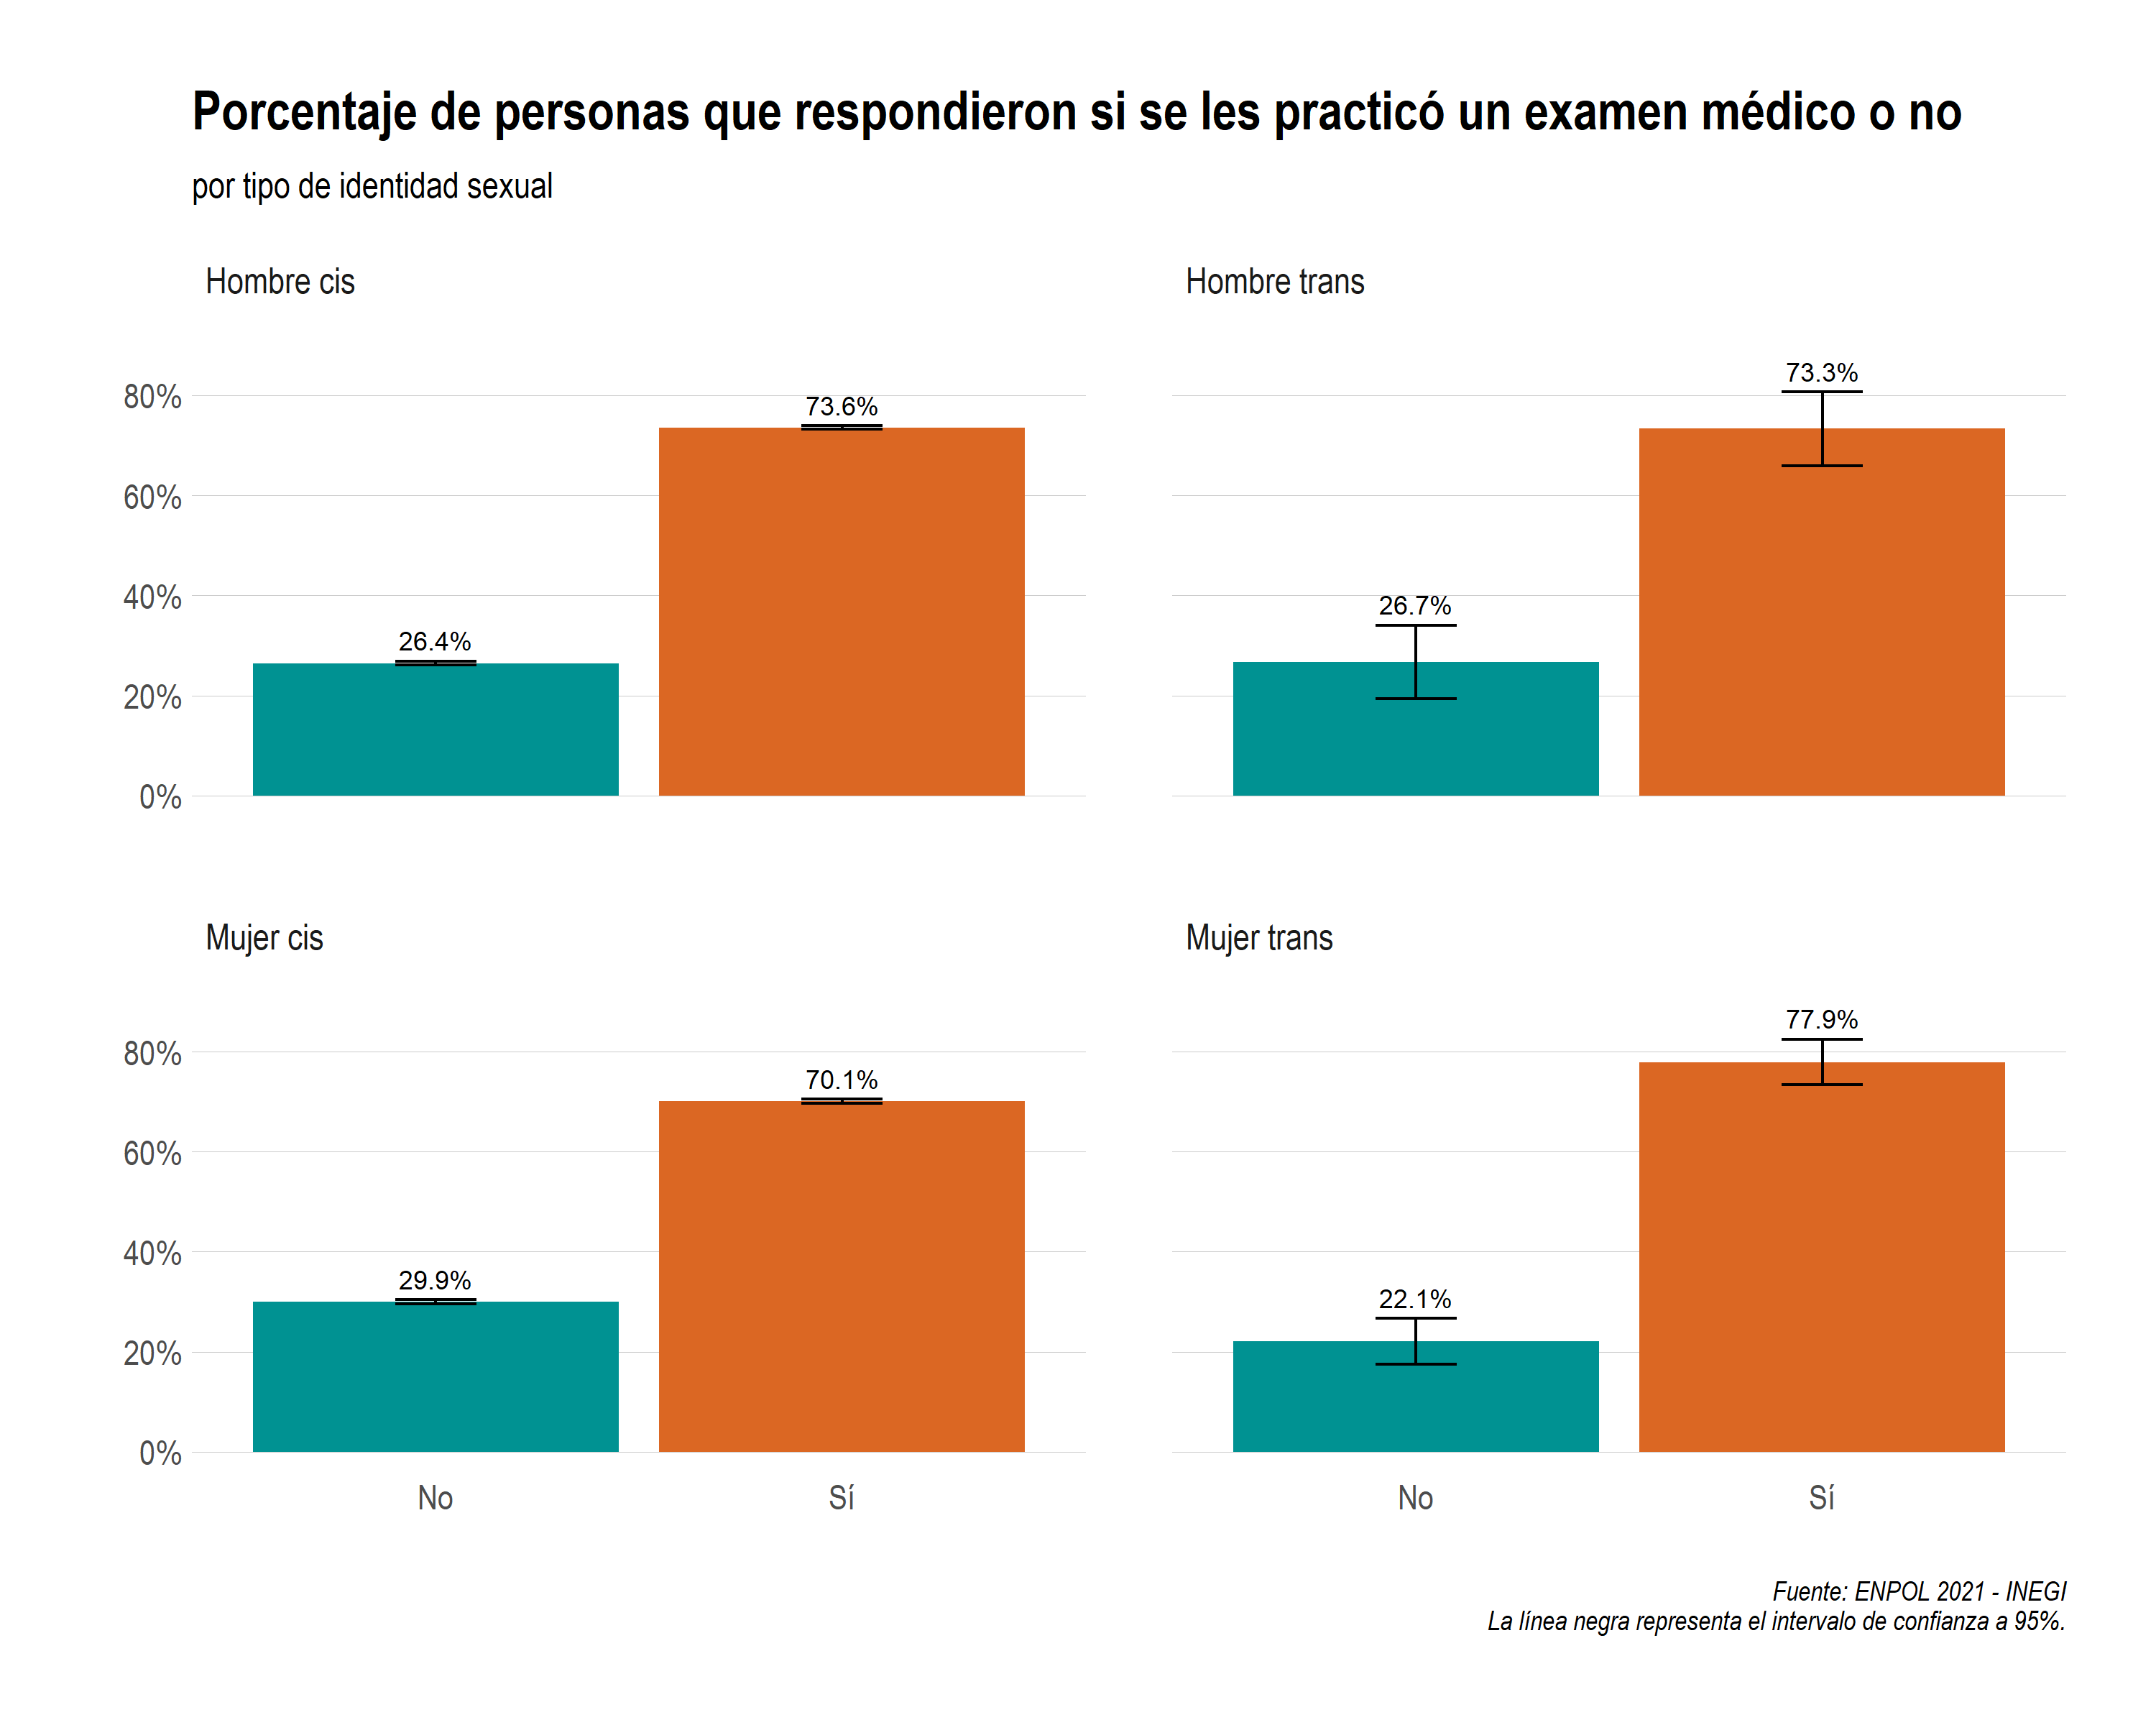 Porcentaje de personas que respondieron si se les practicó un examen médico o no
por tipo de identidad sexual
Hombre cis
Hombre trans
80%
60%
40%
20%
0%
26.4%
73.6%
26.7%
73.3%
Mujer cis
Mujer trans
80%
60%
40%
20%
0%
29.9%
70.1%
22.1%
77.9%
No
Sí
No
Sí
Fuente: ENPOL 2021 - INEGI
La línea negra representa el intervalo de confianza a 95%.